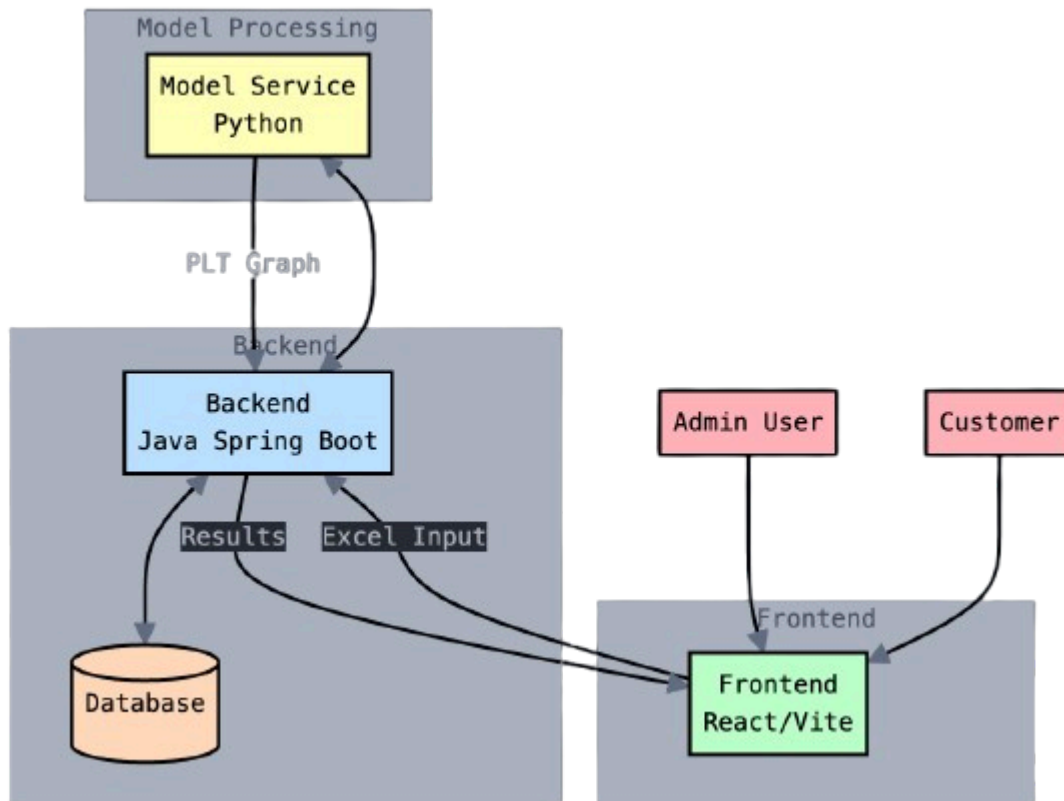 Model Processing
Model Service
Python
PLT Graph
Backend
Backend
Java Spring Boot
Admin User
Customer
Results
Excel Input
Frontend
Database
Frontend
React/Vite